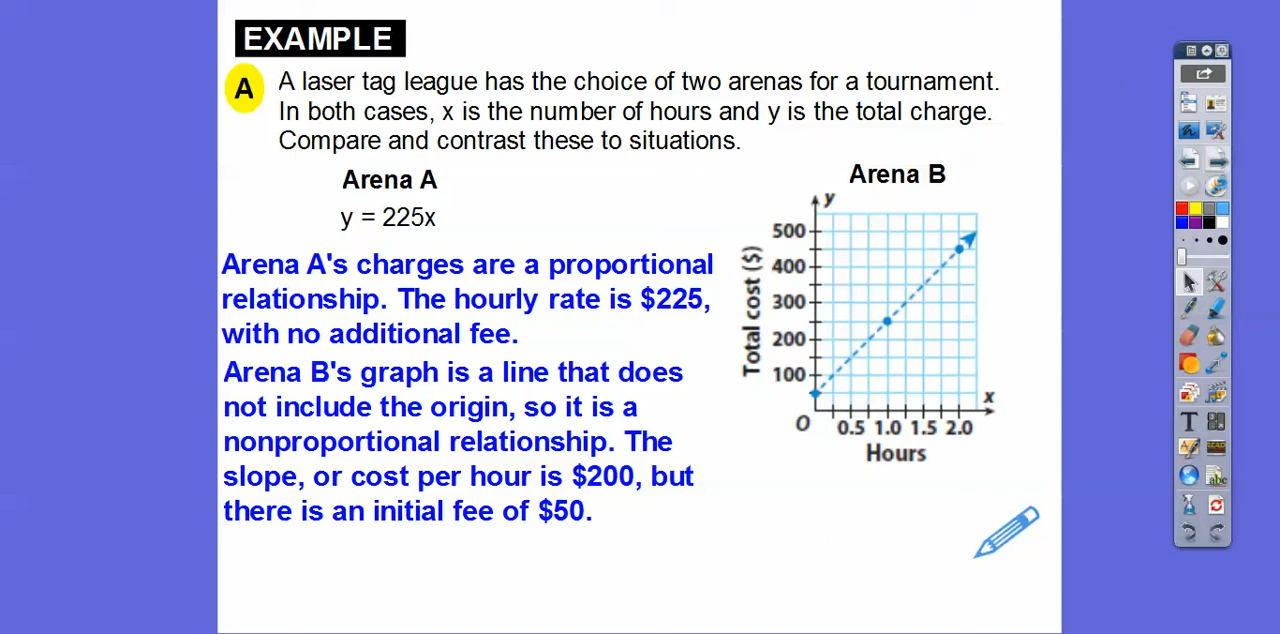 EXAMPLE
A
A laser tag league has the choice of two arenas for a tournament.
In both cases, x is the number of hours and y is the total charge.
Compare and contrast these to situations.
Arena A
y = 225x
Arena A's charges are a proportional
relationship. The hourly rate is $225,
with no additional fee.
Arena B's graph is a line that does
not include the origin, so it is a
nonproportional relationship. The
slope, or cost per hour is $200, but
there is an initial fee of $50.
Arena B
y
Total cost ($)
500
400
300
200
100
x
O
0.5 1.0 1.5 2.0
Hours
T
abc